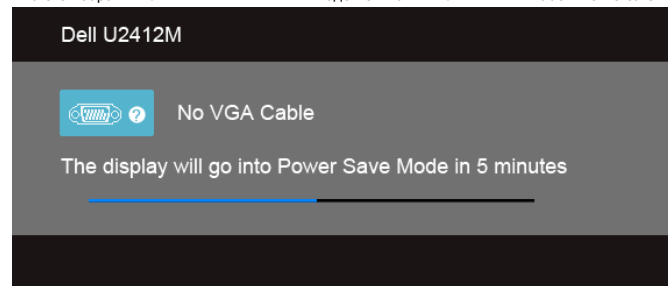 Dell U2412M
No VGA Cable
The display will go into Power Save Mode in 5 minutes